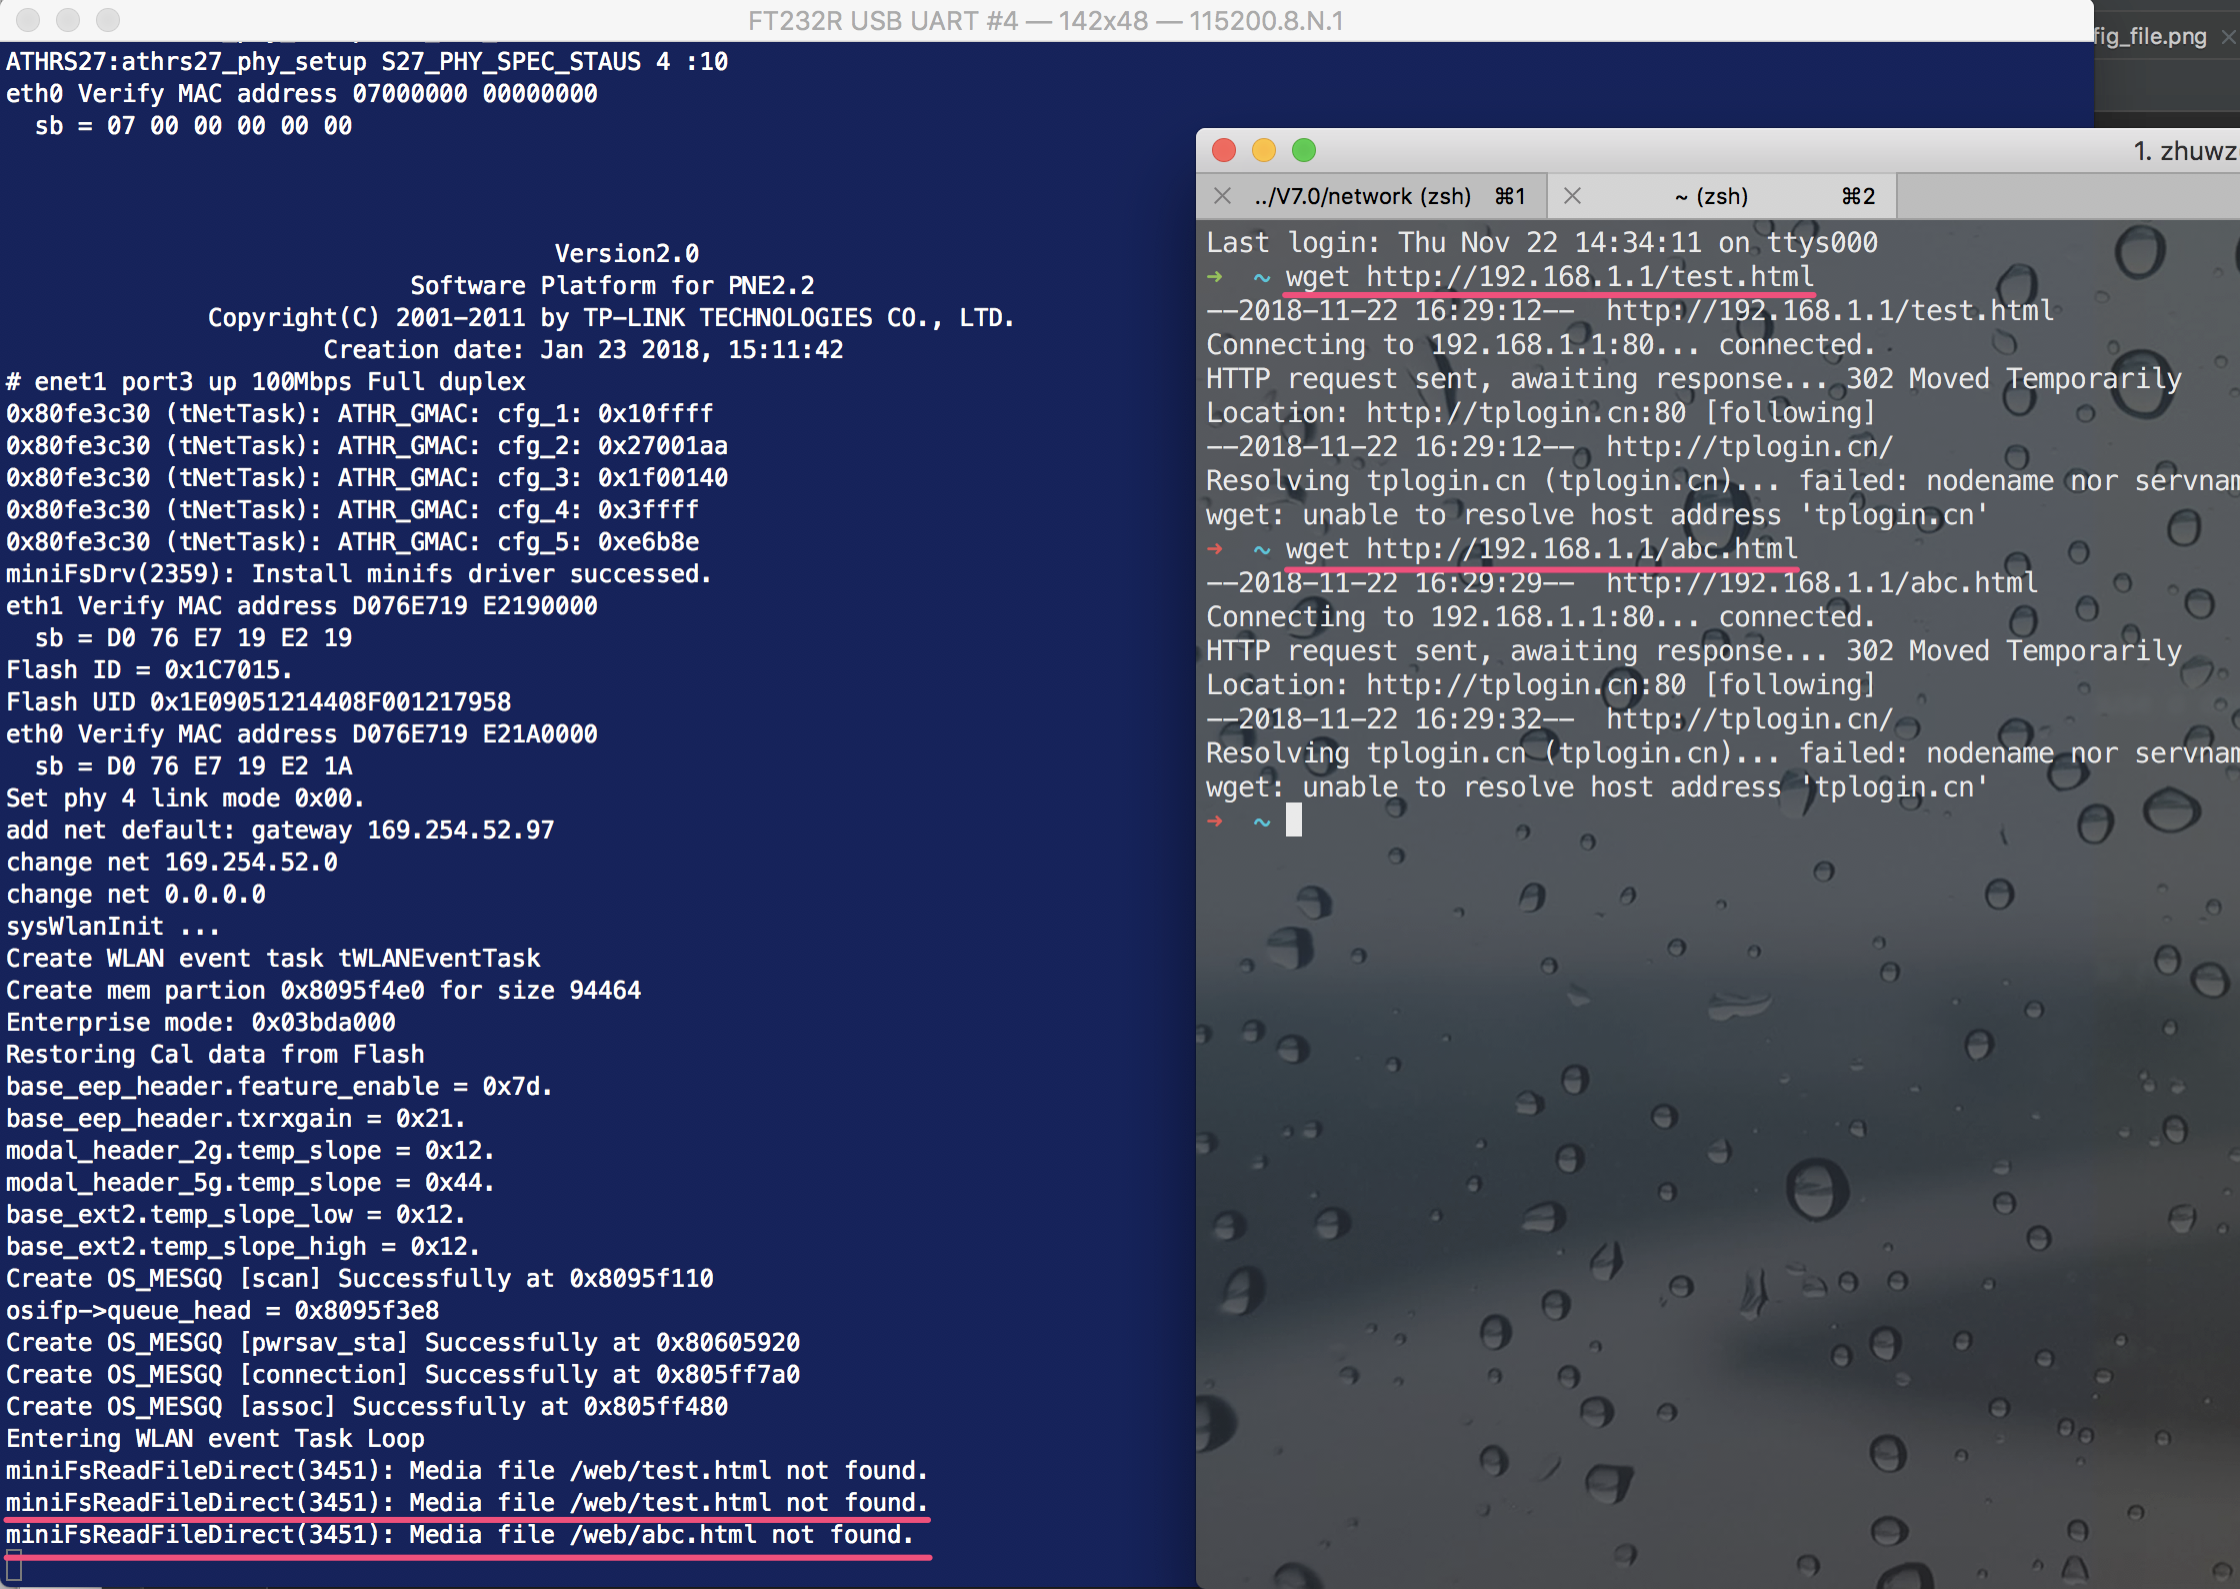 FT232R USB UART #4 — 142x48 — 115200.8.N.1
ATHRS27:athrs27_phy_setup S27_PHY_SPEC_STAUS 4 :10
eth0 Verify MAC address 07000000 00000000
sb = 07 00 00 00 00 00
Version2.0
Software Platform for PNE2.2
Copyright(C) 2001-2011 by TP-LINK TECHNOLOGIES CO., LTD.
Creation date: Jan 23 2018, 15:11:42
# enet1 port3 up 100Mbps Full duplex
0x80fe3c30 (tNetTask): ATHR_GMAC: cfg_1: 0x10ffff
0x80fe3c30 (tNetTask): ATHR_GMAC: cfg_2: 0x27001aa
0x80fe3c30 (tNetTask): ATHR_GMAC: cfg_3: 0x1f00140
0x80fe3c30 (tNetTask): ATHR_GMAC: cfg_4: 0x3ffff
0x80fe3c30 (tNetTask): ATHR_GMAC: cfg_5: 0xe6b8e
miniFsDrv(2359): Install minifs driver successed.
eth1 Verify MAC address D076E719 E2190000
sb = D0 76 E7 19 E2 19
Flash ID = 0x1C7015.
Flash UID 0x1E09051214408F001217958
eth0 Verify MAC address D076E719 E21A0000
sb = D0 76 E7 19 E2 1A
Set phy 4 link mode 0x00.
add net default: gateway 169.254.52.97
change net 169.254.52.0
change net 0.0.0.0
sysWlanInit ...
Create WLAN event task tWLANEventTask
Create mem partion 0x8095f4e0 for size 94464
Enterprise mode: 0x03bda000
Restoring Cal data from Flash
base_eep_header.feature_enable = 0x7d.
base_eep_header.txrxgain = 0x21.
modal_header_2g.temp_slope = 0x12.
modal_header_5g.temp_slope = 0x44.
base_ext2.temp_slope_low = 0x12.
base_ext2.temp_slope_high = 0x12.
Create OS_MESGQ [scan] Successfully at 0x8095f110
osifp->queue_head = 0x8095f3e8
Create OS_MESGQ [pwrsav_sta] Successfully at 0x80605920
Create OS_MESGQ [connection] Successfully at 0x805ff7a0
Create OS_MESGQ [assoc] Successfully at 0x805ff480
Entering WLAN event Task Loop
miniFsReadFileDirect(3451): Media file /web/test.html not found.
miniFsReadFileDirect(3451): Media file /web/test.html not found.
miniFsReadFileDirect(3451): Media file /web/abc.html not found.
fig_file.png
1. zhuwz
../V7.0/network (zsh) ⌘1
~ (zsh) ⌘2
Last login: Thu Nov 22 14:34:11 on ttys000
➜ ~ wget http://192.168.1.1/test.html
--2018-11-22 16:29:12-- http://192.168.1.1/test.html
Connecting to 192.168.1.1:80... connected.
HTTP request sent, awaiting response... 302 Moved Temporarily
Location: http://tplogin.cn:80 [following]
--2018-11-22 16:29:12-- http://tplogin.cn/
Resolving tplogin.cn (tplogin.cn)... failed: nodename nor servnam
wget: unable to resolve host address 'tplogin.cn'
➜ ~ wget http://192.168.1.1/abc.html
--2018-11-22 16:29:29-- http://192.168.1.1/abc.html
Connecting to 192.168.1.1:80... connected.
HTTP request sent, awaiting response... 302 Moved Temporarily
Location: http://tplogin.cn:80 [following]
--2018-11-22 16:29:32-- http://tplogin.cn/
Resolving tplogin.cn (tplogin.cn)... failed: nodename nor servnam
wget: unable to resolve host address 'tplogin.cn'
➜ ~